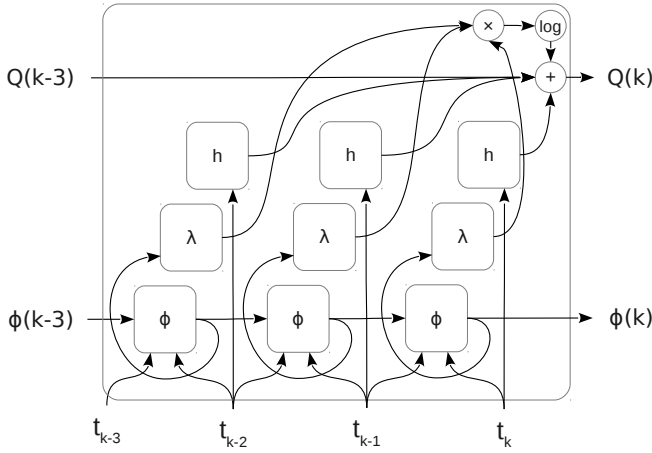 × log
Q(k-3) + Q(k)
h h h
λ λ λ
ϕ(k-3) ϕ ϕ ϕ ϕ(k)
t_{k-3} t_{k-2} t_{k-1} t_k